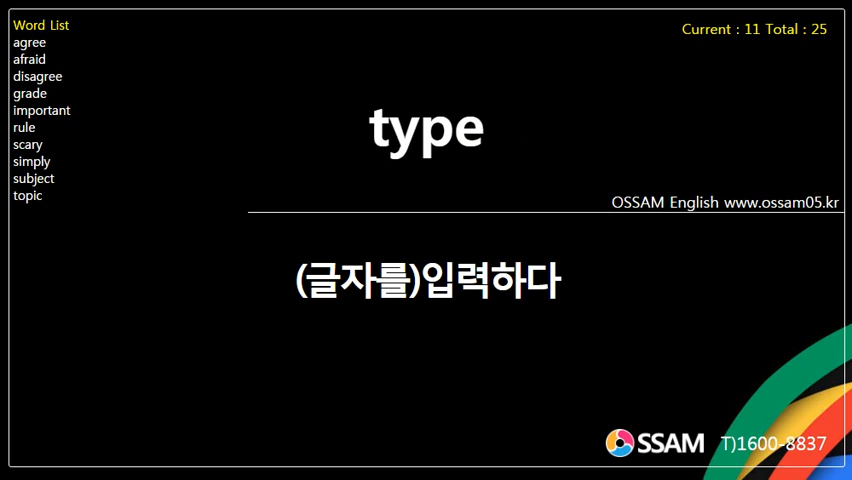 Word List
agree
afraid
disagree
grade
important
rule
scary
simply
subject
topic
Current : 11 Total : 25
type
OSSAM English www.ossam05.kr
(글자를)입력하다
OSSAM T)1600-8837